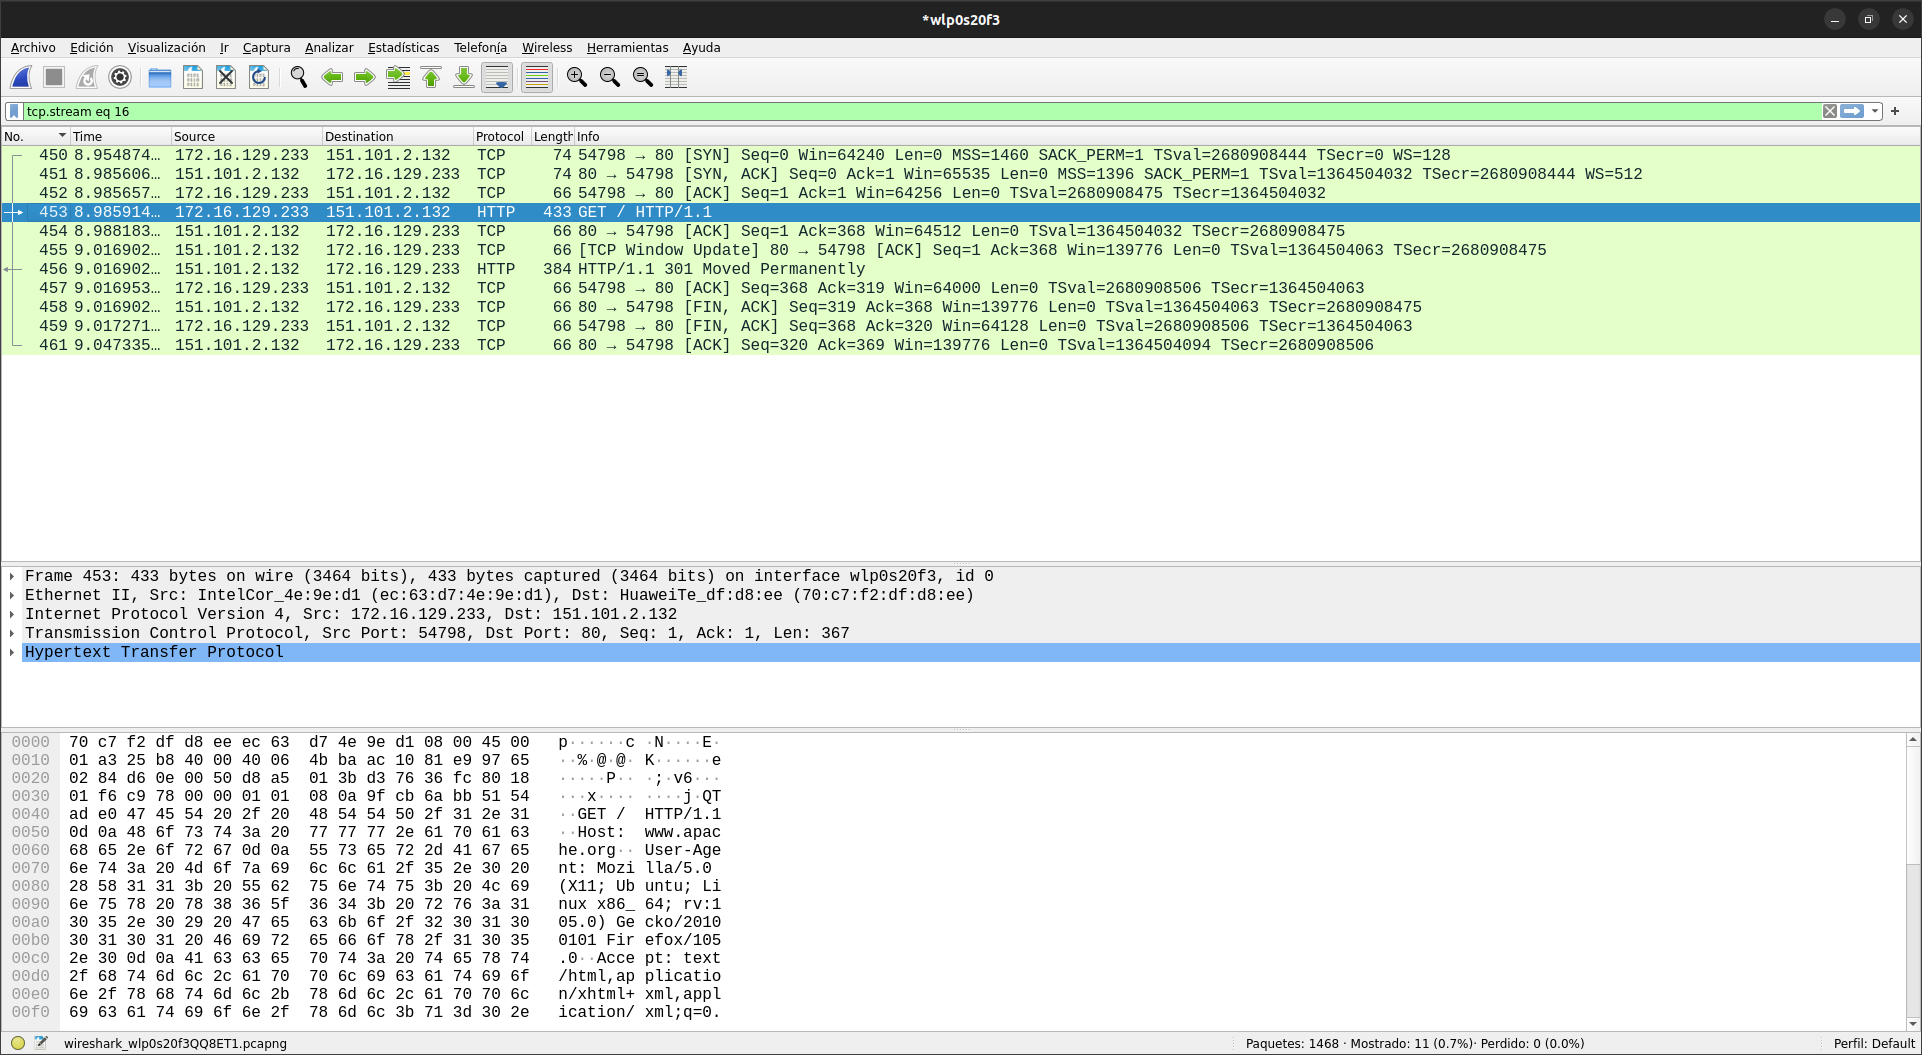 *wlp0s20f3
Archivo Edición Visualización Ir Captura Analizar Estadísticas Telefonía Wireless Herramientas Ayuda
tcp.stream eq 16
No. Time Source Destination Protocol Length Info
450 8.954874… 172.16.129.233 151.101.2.132 TCP 74 54798 → 80 [SYN] Seq=0 Win=64240 Len=0 MSS=1460 SACK_PERM=1 TSval=2680908444 TSecr=0 WS=128
451 8.985606… 151.101.2.132 172.16.129.233 TCP 74 80 → 54798 [SYN, ACK] Seq=0 Ack=1 Win=65535 Len=0 MSS=1396 SACK_PERM=1 TSval=1364504032 TSecr=2680908444 WS=512
452 8.985657… 172.16.129.233 151.101.2.132 TCP 66 54798 → 80 [ACK] Seq=1 Ack=1 Win=64256 Len=0 TSval=2680908475 TSecr=1364504032
453 8.985914… 172.16.129.233 151.101.2.132 HTTP 433 GET / HTTP/1.1
454 8.988183… 151.101.2.132 172.16.129.233 TCP 66 80 → 54798 [ACK] Seq=1 Ack=368 Win=64512 Len=0 TSval=1364504032 TSecr=2680908475
455 9.016902… 151.101.2.132 172.16.129.233 TCP 66 [TCP Window Update] 80 → 54798 [ACK] Seq=1 Ack=368 Win=139776 Len=0 TSval=1364504063 TSecr=2680908475
456 9.016902… 151.101.2.132 172.16.129.233 HTTP 384 HTTP/1.1 301 Moved Permanently
457 9.016953… 172.16.129.233 151.101.2.132 TCP 66 54798 → 80 [ACK] Seq=368 Ack=319 Win=64000 Len=0 TSval=2680908506 TSecr=1364504063
458 9.016902… 151.101.2.132 172.16.129.233 TCP 66 80 → 54798 [FIN, ACK] Seq=319 Ack=368 Win=139776 Len=0 TSval=1364504063 TSecr=2680908475
459 9.017271… 172.16.129.233 151.101.2.132 TCP 66 54798 → 80 [FIN, ACK] Seq=368 Ack=320 Win=64128 Len=0 TSval=2680908506 TSecr=1364504063
461 9.047335… 151.101.2.132 172.16.129.233 TCP 66 80 → 54798 [ACK] Seq=320 Ack=369 Win=139776 Len=0 TSval=1364504094 TSecr=2680908506
Frame 453: 433 bytes on wire (3464 bits), 433 bytes captured (3464 bits) on interface wlp0s20f3, id 0
Ethernet II, Src: IntelCor_4e:9e:d1 (ec:63:d7:4e:9e:d1), Dst: HuaweiTe_df:d8:ee (70:c7:f2:df:d8:ee)
Internet Protocol Version 4, Src: 172.16.129.233, Dst: 151.101.2.132
Transmission Control Protocol, Src Port: 54798, Dst Port: 80, Seq: 1, Ack: 1, Len: 367
Hypertext Transfer Protocol
0000 70 c7 f2 df d8 ee ec 63 d7 4e 9e d1 08 00 45 00 p······c ·N····E·
0010 01 a3 25 b8 40 00 40 06 4b ba ac 10 81 e9 97 65 ··%·@·@· K······e
0020 02 84 d6 0e 00 50 d8 a5 01 3b d3 76 36 fc 80 18 ·····P·· ·;·v6···
0030 01 f6 c9 78 00 00 01 01 08 0a 9f cb 6a bb 51 54 ···x···· ····j·QT
0040 ad e0 47 45 54 20 2f 20 48 54 54 50 2f 31 2e 31 ··GET / HTTP/1.1
0050 0d 0a 48 6f 73 74 3a 20 77 77 77 2e 61 70 61 63 ··Host: www.apac
0060 68 65 2e 6f 72 67 0d 0a 55 73 65 72 2d 41 67 65 he.org·· User-Age
0070 6e 74 3a 20 4d 6f 7a 69 6c 6c 61 2f 35 2e 30 20 nt: Mozi lla/5.0
0080 28 58 31 31 3b 20 55 62 75 6e 74 75 3b 20 4c 69 (X11; Ub untu; Li
0090 6e 75 78 20 78 38 36 5f 36 34 3b 20 72 76 3a 31 nux x86_ 64; rv:1
00a0 30 35 2e 30 29 20 47 65 63 6b 6f 2f 32 30 31 30 05.0) Ge cko/2010
00b0 30 31 30 31 20 46 69 72 65 66 6f 78 2f 31 30 35 0101 Fir efox/105
00c0 2e 30 0d 0a 41 63 63 65 70 74 3a 20 74 65 78 74 .0··Acce pt: text
00d0 2f 68 74 6d 6c 2c 61 70 70 6c 69 63 61 74 69 6f /html,ap plicatio
00e0 6e 2f 78 68 74 6d 6c 2b 78 6d 6c 2c 61 70 70 6c n/xhtml+ xml,appl
00f0 69 63 61 74 69 6f 6e 2f 78 6d 6c 3b 71 3d 30 2e ication/ xml;q=0.
wireshark_wlp0s20f3QQ8ET1.pcapng Paquetes: 1468 · Mostrado: 11 (0.7%)· Perdido: 0 (0.0%) Perfil: Default